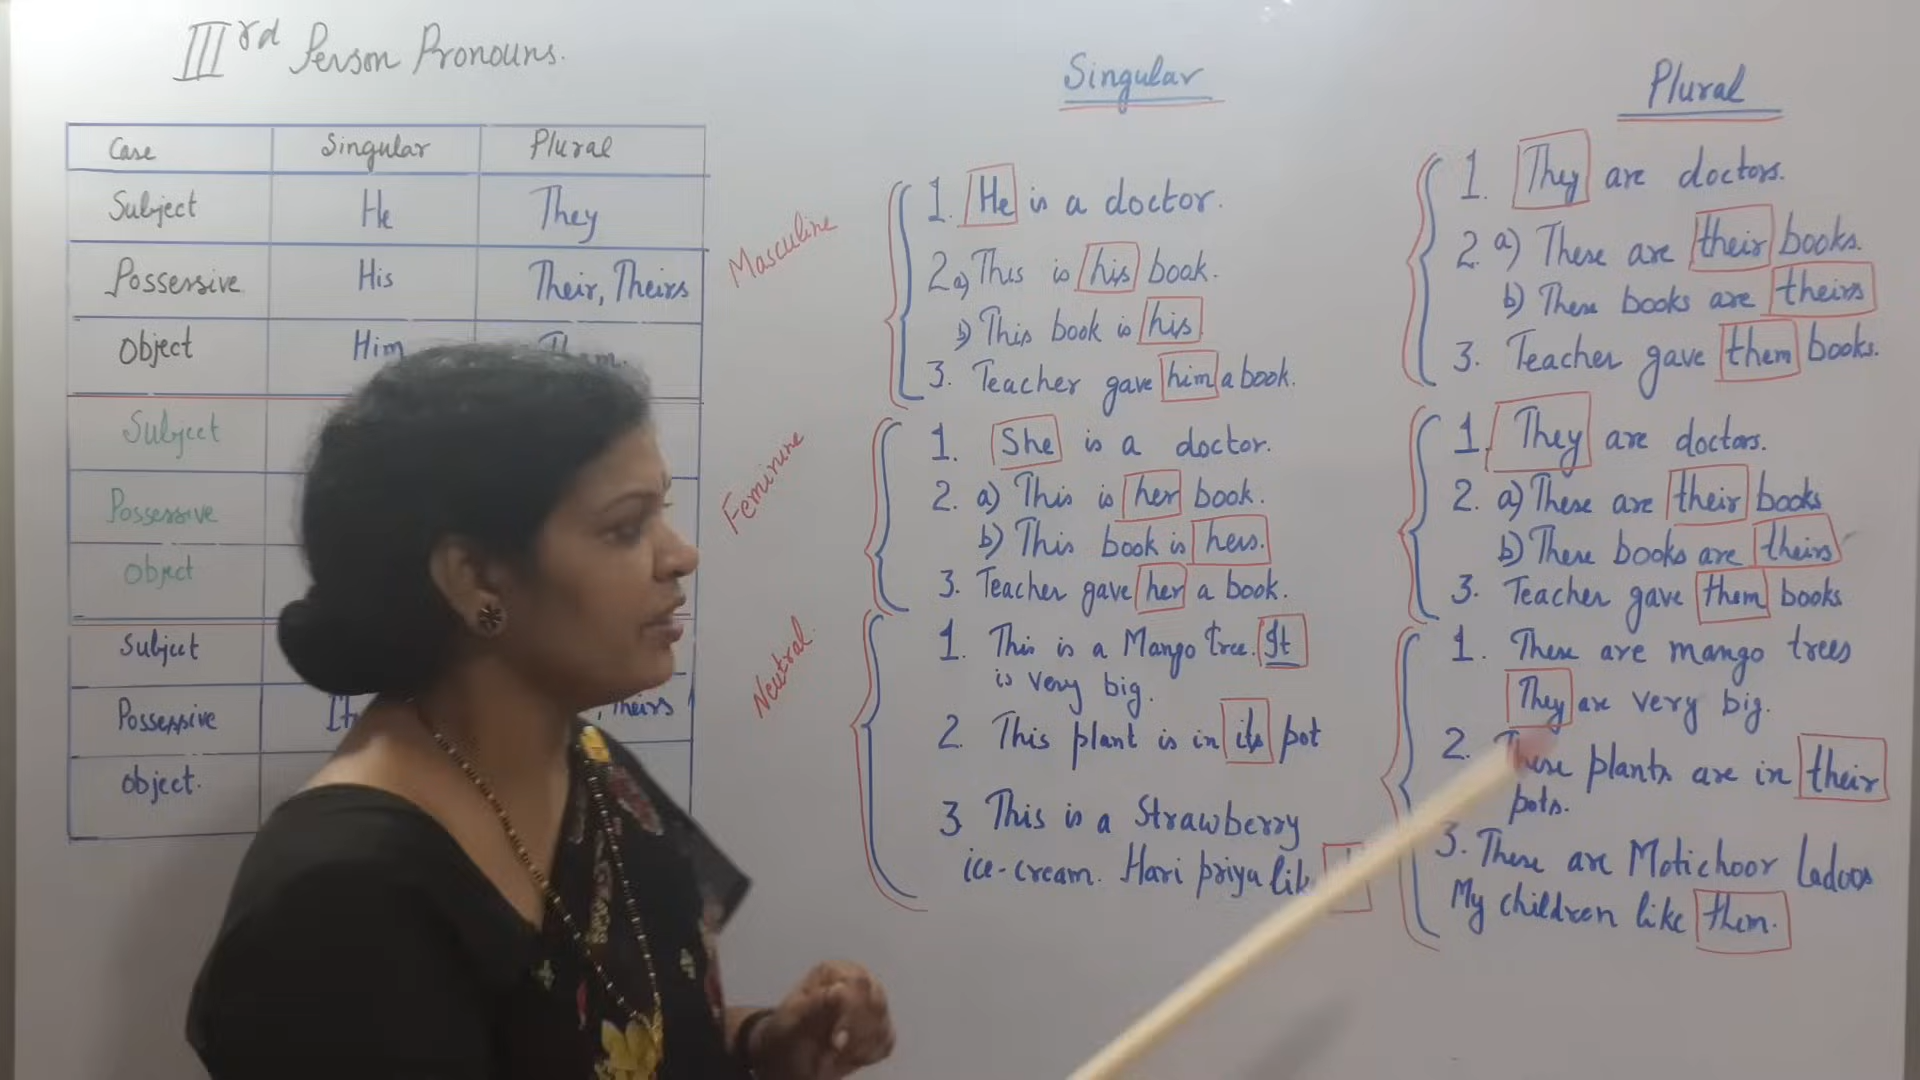 IIIrd Person Pronouns.
Case Singular Plural
Subject He They
Possessive His Their, Theirs
Object Him
Subject
Possessive
Object
Subject
Possessive Theirs
Object.
Masculine
Feminine
Neutral
Singular
1. He is a doctor.
2 a) This is his book.
b) This book is his
3. Teacher gave him a book.
1. She is a doctor.
2. a) This is her book.
b) This book is hers.
3. Teacher gave her a book.
1. This is a Mango tree. It
is very big.
2. This plant is in its pot
3 This is a Strawberry
ice-cream. Hari priya
Plural
1. They are doctors.
2. a) These are their books.
b) These books are theirs
3. Teacher gave them books.
1. They are doctors.
2. a) These are their books
b) These books are theirs
3. Teacher gave them books
1. These are mango trees
They are very big.
2. These plants are in their
pots.
3. These are Motichoor Ladoos
My children like them.